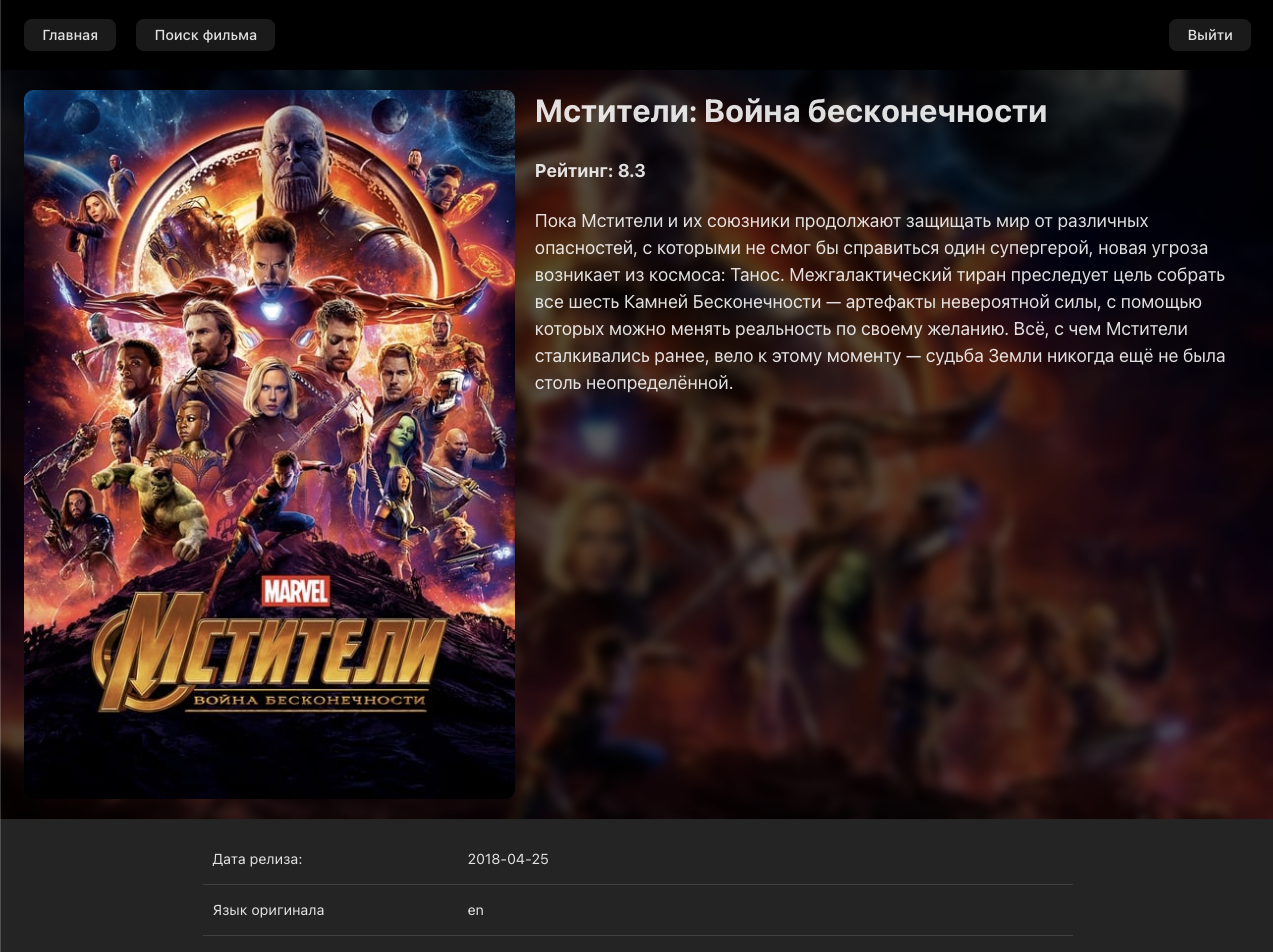 Главная
Поиск фильма
Выйти
Мстители: Война бесконечности
Рейтинг: 8.3
Пока Мстители и их союзники продолжают защищать мир от различных
опасностей, с которыми не смог бы справиться один супергерой, новая угроза
возникает из космоса: Танос. Межгалактический тиран преследует цель собрать
все шесть Камней Бесконечности — артефакты невероятной силы, с помощью
которых можно менять реальность по своему желанию. Всё, с чем Мстители
сталкивались ранее, вело к этому моменту — судьба Земли никогда ещё не была
столь неопределённой.
MARVEL
МСТИТЕЛИ
ВОЙНА БЕСКОНЕЧНОСТИ
Дата релиза: 2018-04-25
Язык оригинала en